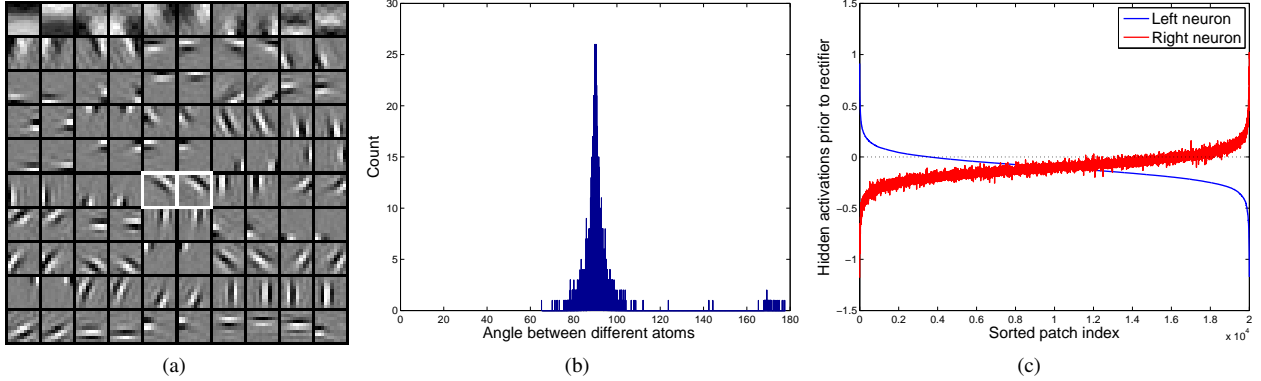 30
25
20
15
10
5
0
Count
0 20 40 60 80 100 120 140 160 180
Angle between different atoms
Left neuron
Right neuron
1.5
1
0.5
0
−0.5
−1
−1.5
Hidden activations prior to rectifier
0 0.2 0.4 0.6 0.8 1 1.2 1.4 1.6 1.8 2
x 10⁴
Sorted patch index
(a) (b) (c)